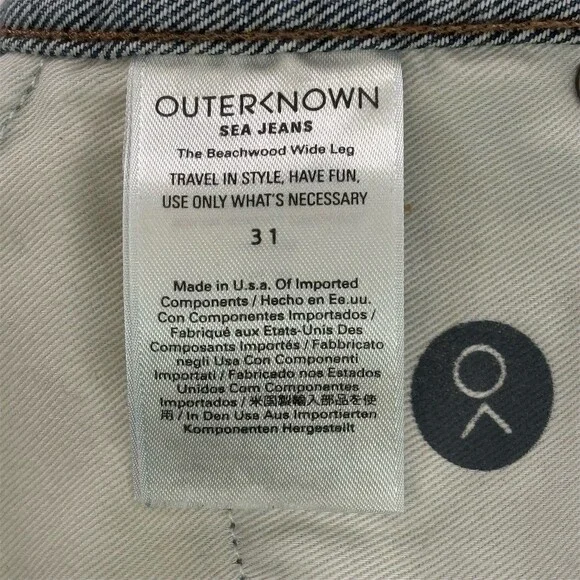 OUTERKNOWN
SEA JEANS
The Beachwood Wide Leg
TRAVEL IN STYLE, HAVE FUN,
USE ONLY WHAT'S NECESSARY
31
Made in U.s.a. Of Imported
Components / Hecho en Ee.uu.
Con Componentes Importados /
Fabriqué aux Etats-Unis Des
Composants Importés / Fabbricato
negli Usa Con Componenti
Importati / Fabricado nos Estados
Unidos Com Componentes
Importados / 米国製輸入部品を使
用 / In Den Usa Aus Importierten
Komponenten Hergestellt